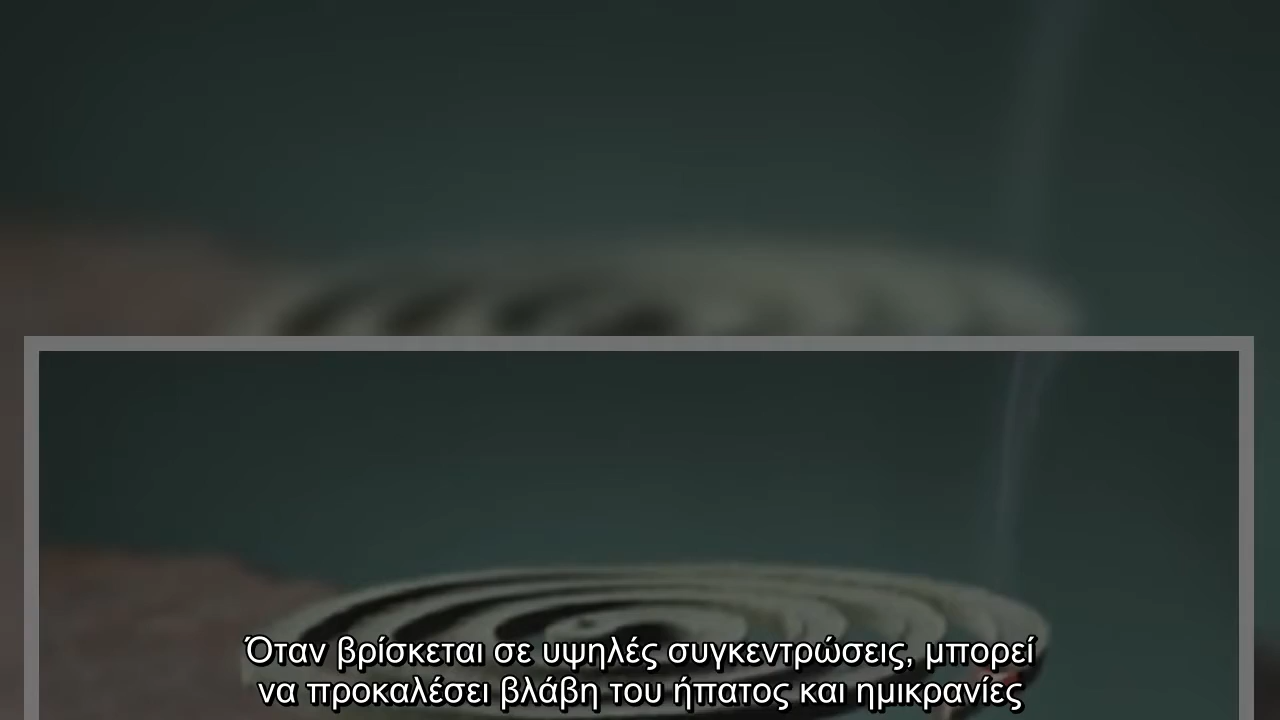 Όταν βρίσκεται σε υψηλές συγκεντρώσεις, μπορεί
να προκαλέσει βλάβη του ήπατος και ημικρανίες